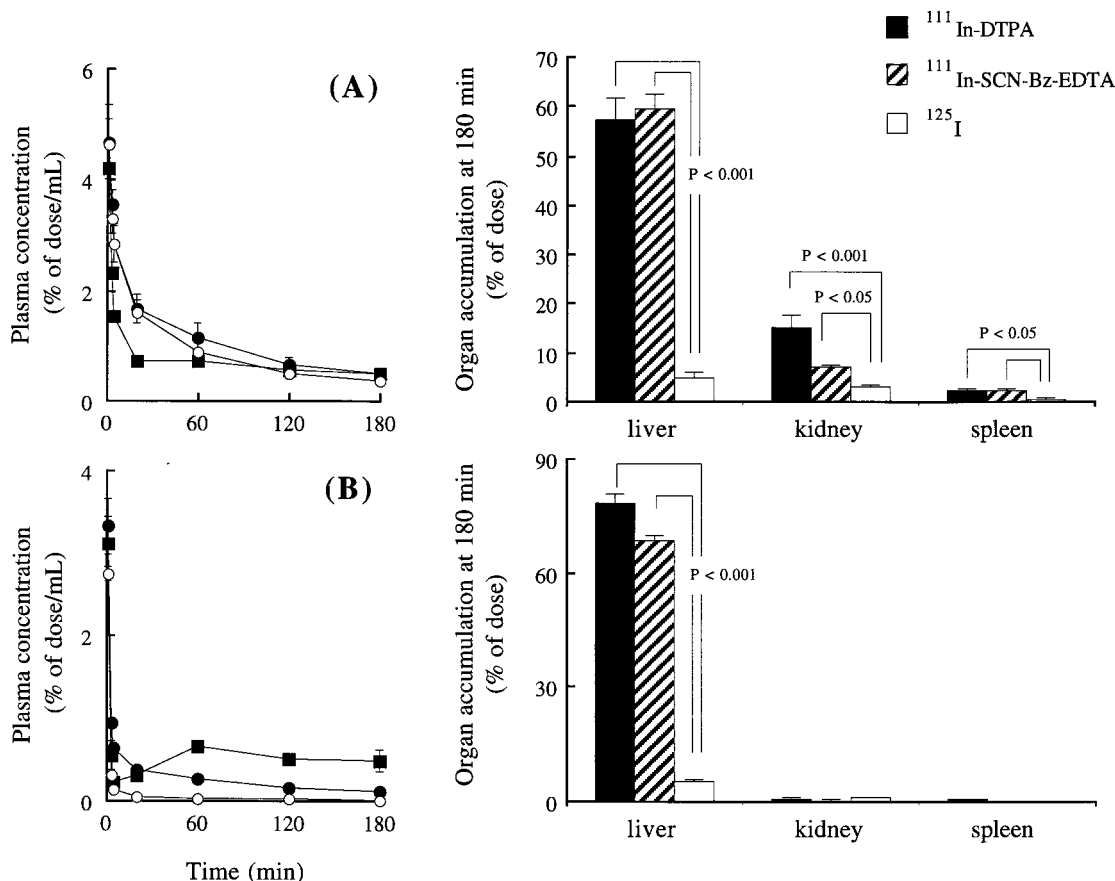 ¹¹¹In-DTPA
¹¹¹In-SCN-Bz-EDTA
¹²⁵I
(A)
Plasma concentration
(% of dose/mL)
6
4
2
0
0 60 120 180
Organ accumulation at 180 min
(% of dose)
70
60
50
40
30
20
10
0
P < 0.001
P < 0.001
P < 0.05
P < 0.05
liver kidney spleen
(B)
Plasma concentration
(% of dose/mL)
4
2
0
0 60 120 180
Time (min)
Organ accumulation at 180 min
(% of dose)
90
60
30
0
P < 0.001
liver kidney spleen